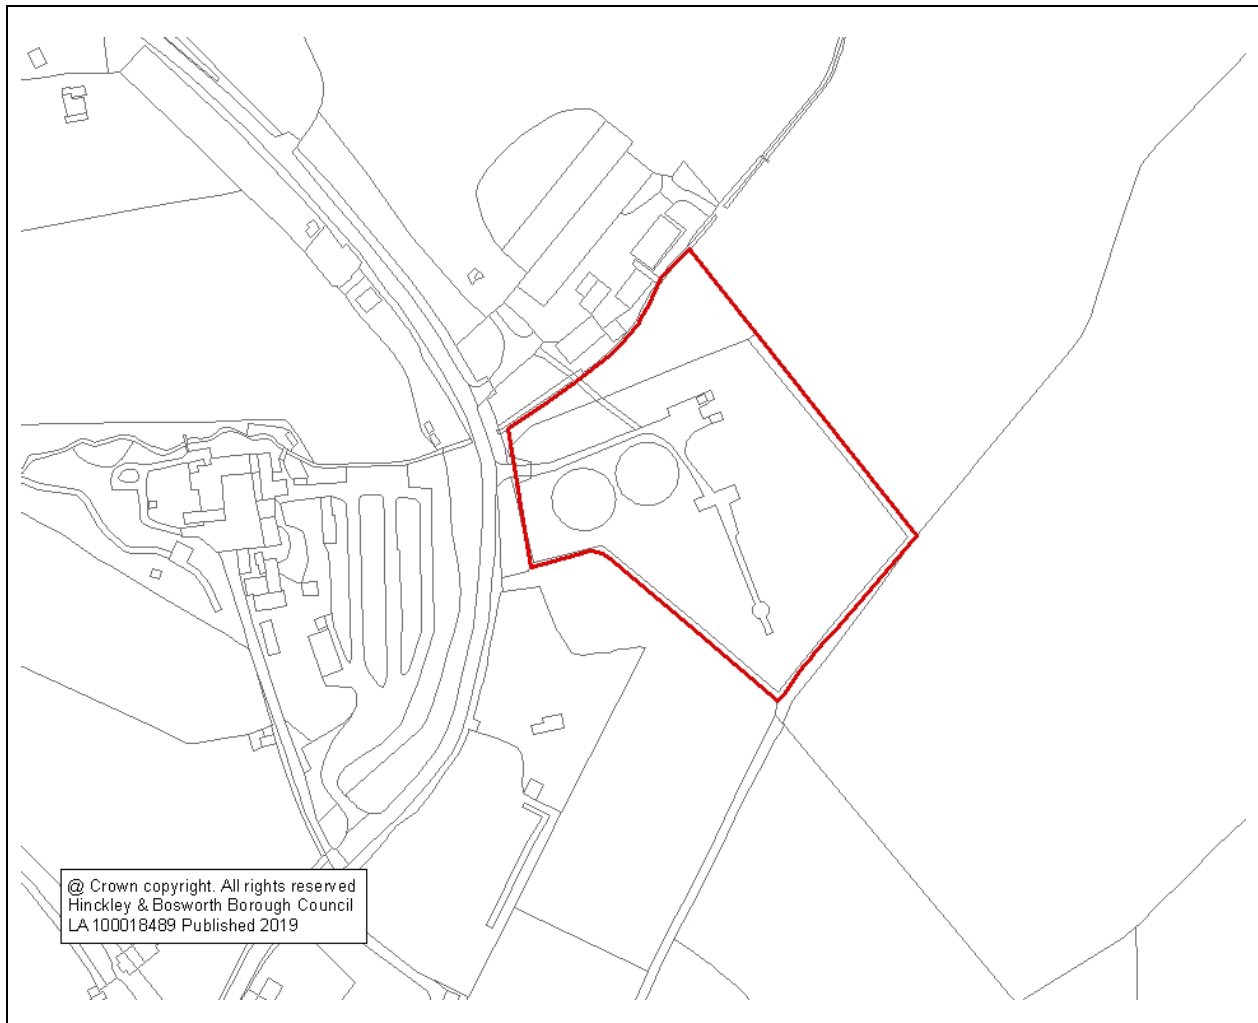 @ Crown copyright. All rights reserved
Hinckley & Bosworth Borough Council
LA 100018489 Published 2019